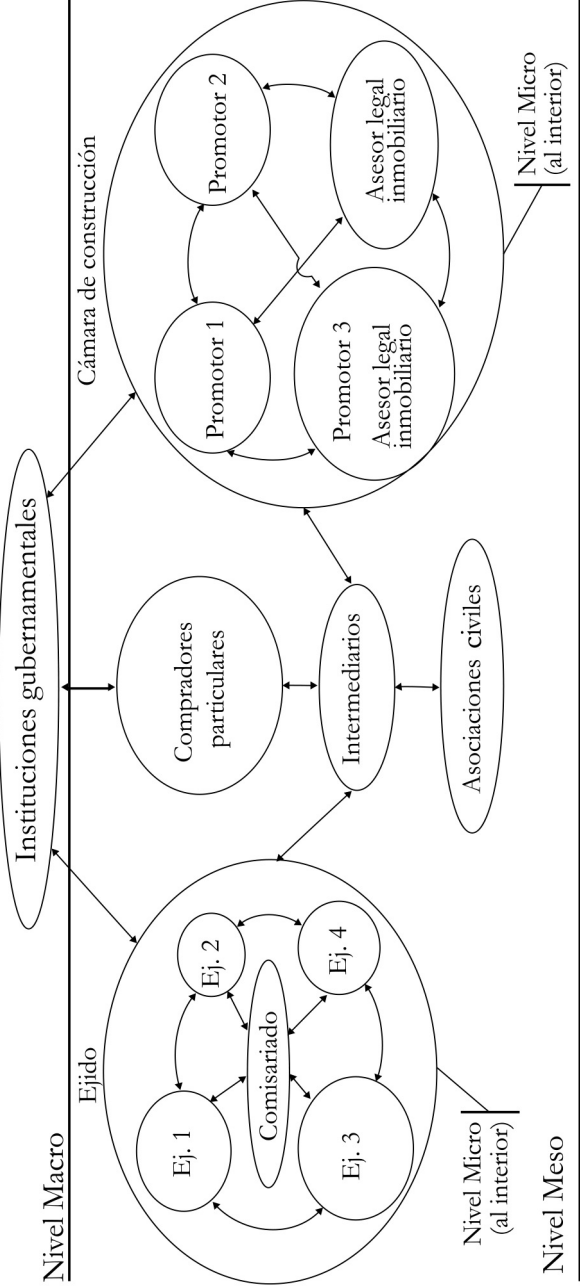 Nivel Macro
Instituciones gubernamentales
Ejido
Ej. 1
Ej. 2
Comisariado
Ej. 3
Ej. 4
Nivel Micro
(al interior)
Compradores
particulares
Intermediarios
Asociaciones civiles
Cámara de construcción
Promotor 1
Promotor 2
Promotor 3
Asesor legal
inmobiliario
Asesor legal
inmobiliario
Nivel Micro
(al interior)
Nivel Meso